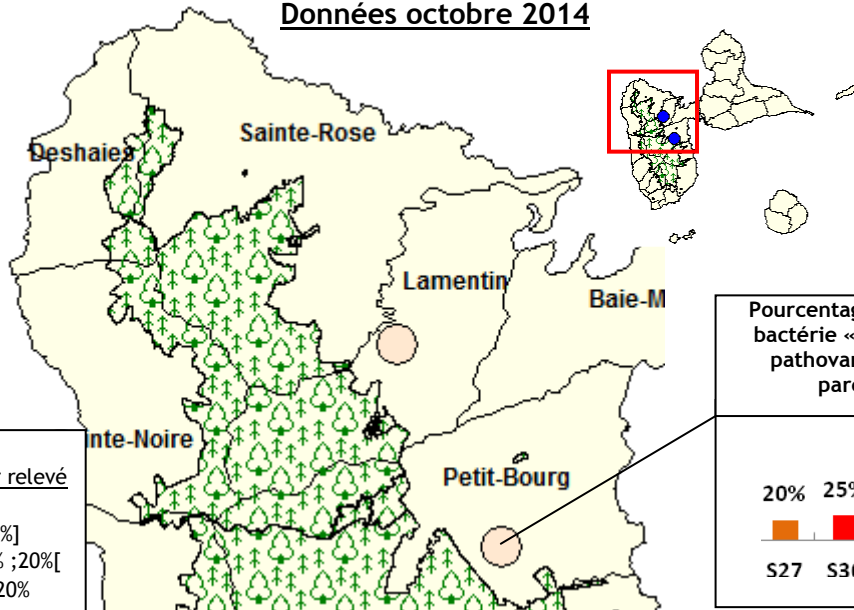 Données octobre 2014
Sainte-Rose
Deshaies
Lamentin
Baie-M
inte-Noire
Petit-Bourg
relevé
%]
% ;20%[
20%
Pourcentag
bactérie «
pathovar
parc
20% 25%
S27 S30